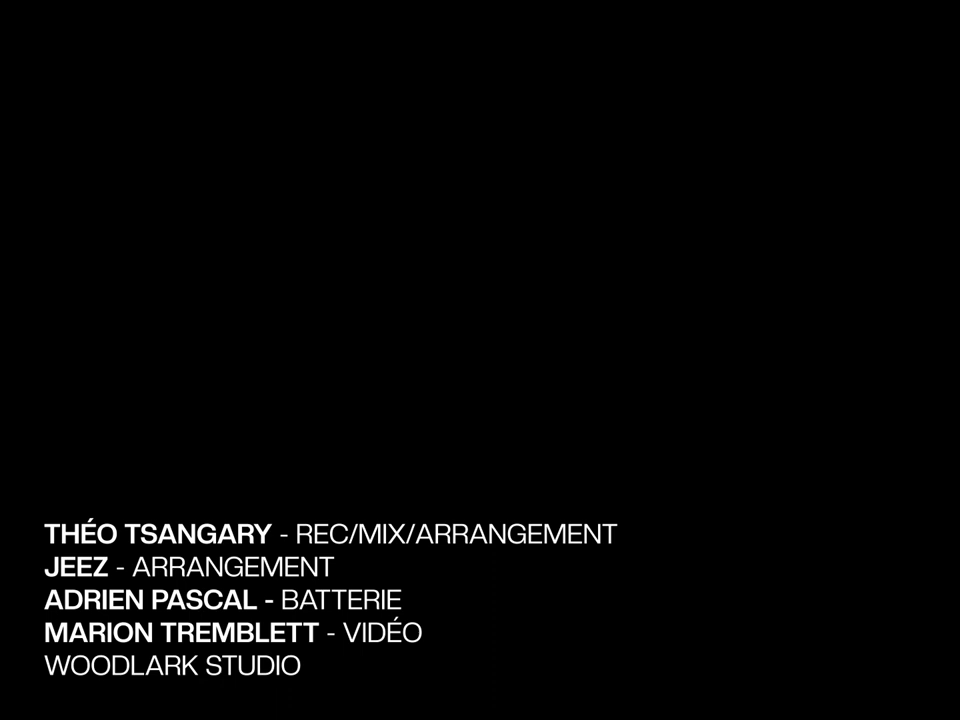 THÉO TSANGARY - REC/MIX/ARRANGEMENT
JEEZ - ARRANGEMENT
ADRIEN PASCAL - BATTERIE
MARION TREMBLETT - VIDÉO
WOODLARK STUDIO